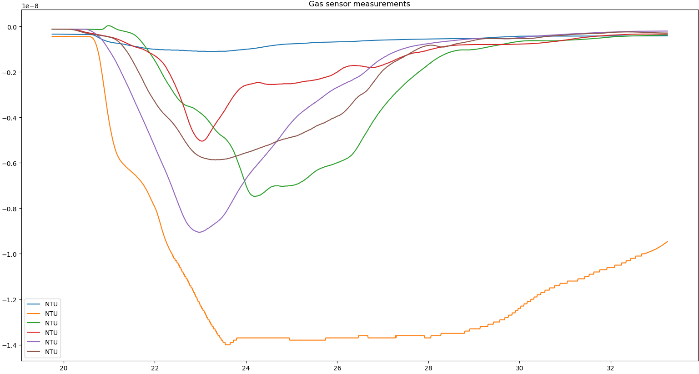 Gas sensor measurements
1e−8
0.0
−0.2
−0.4
−0.6
−0.8
−1.0
−1.2
−1.4
NTU
NTU
NTU
NTU
NTU
NTU
20 22 24 26 28 30 32